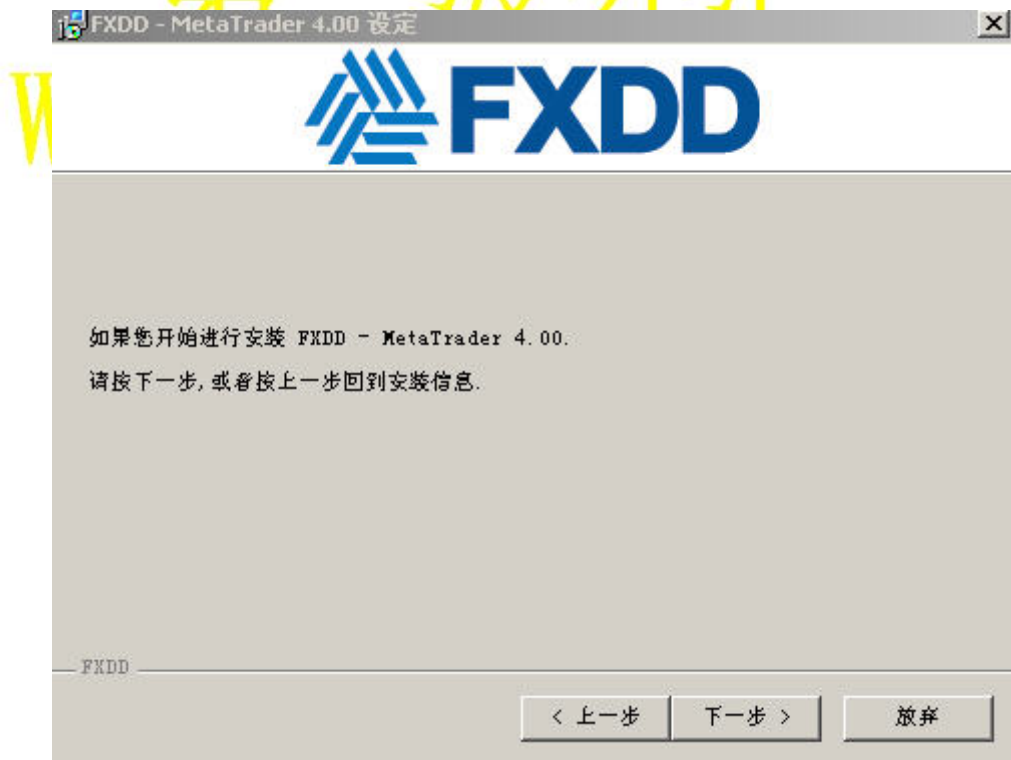 FXDD - MetaTrader 4.00 设定
FXDD
如果您开始进行安装 FXDD - MetaTrader 4.00.
请按下一步,或者按上一步回到安装信息.
FXDD
< 上一步
下一步 >
放弃